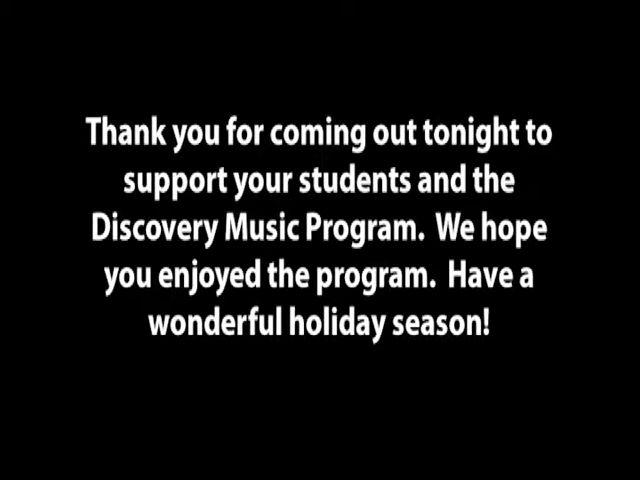 Thank you for coming out tonight to
support your students and the
Discovery Music Program.  We hope
you enjoyed the program.  Have a
wonderful holiday season!